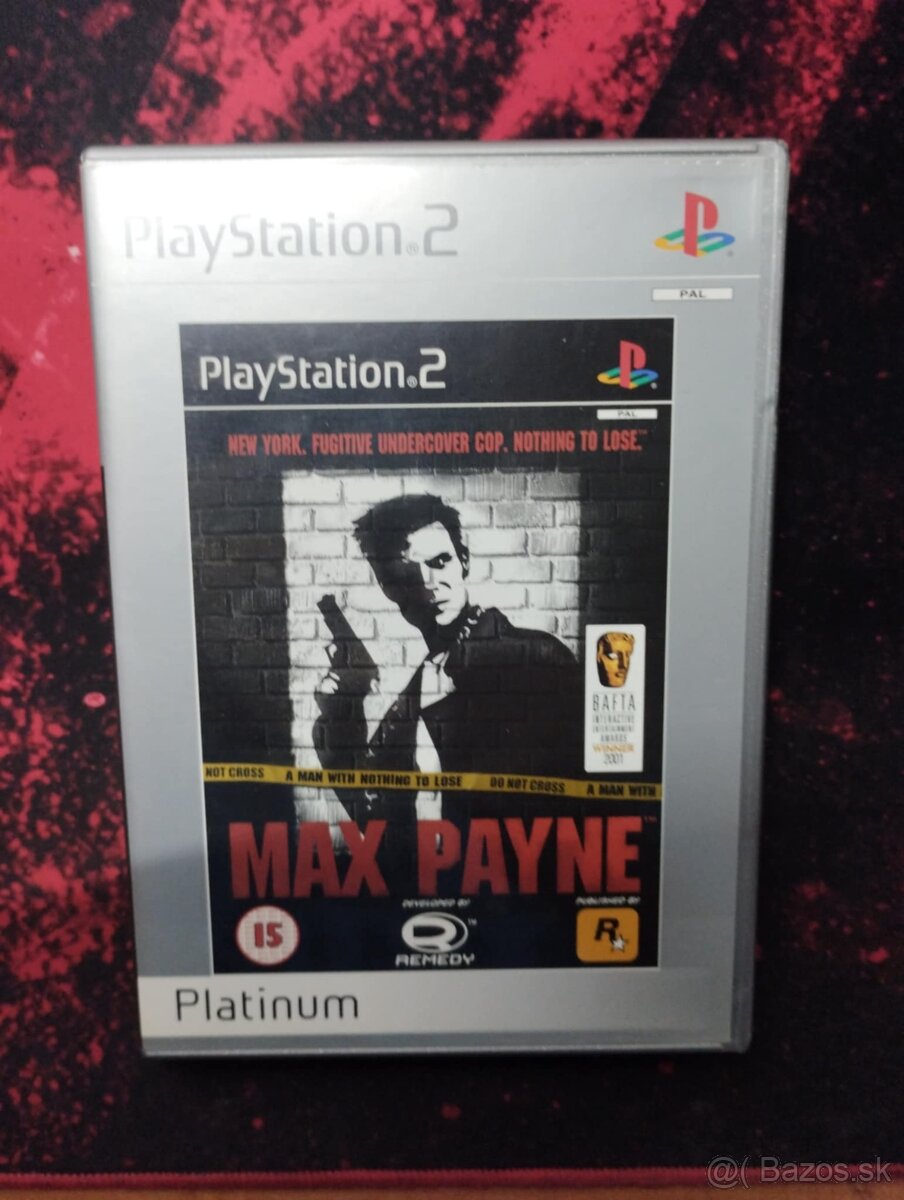 PlayStation®2
PAL
PlayStation®2
PAL
NEW YORK. FUGITIVE UNDERCOVER COP. NOTHING TO LOSE.™
BAFTA
INTERACTIVE
ENTERTAINMENT
AWARDS
WINNER
2001
NOT CROSS A MAN WITH NOTHING TO LOSE DO NOT CROSS A MAN WITH
MAX PAYNE™
DEVELOPED BY
PUBLISHED BY
15
R
REMEDY™
Platinum
@( Bazos.sk